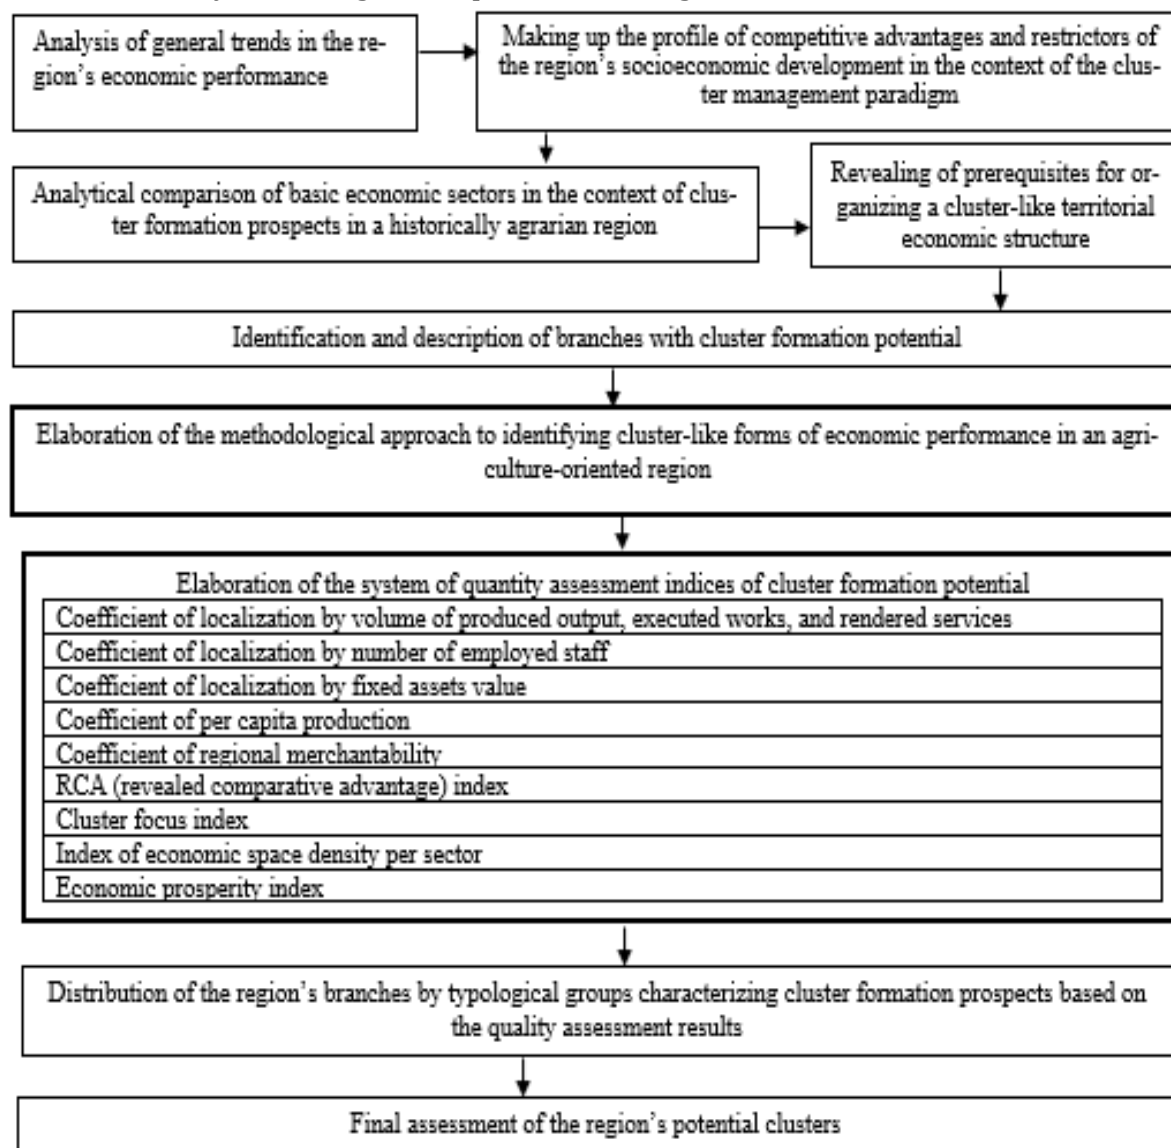 Analysis of general trends in the re-
gion's economic performance
Making up the profile of competitive advantages and restrictors of
the region's socioeconomic development in the context of the clus-
ter management paradigm
Analytical comparison of basic economic sectors in the context of clus-
ter formation prospects in a historically agrarian region
Revealing of prerequisites for or-
ganizing a cluster-like territorial
economic structure
Identification and description of branches with cluster formation potential
Elaboration of the methodological approach to identifying cluster-like forms of economic performance in an agri-
culture-oriented region
Elaboration of the system of quantity assessment indices of cluster formation potential
Coefficient of localization by volume of produced output, executed works, and rendered services
Coefficient of localization by number of employed staff
Coefficient of localization by fixed assets value
Coefficient of per capita production
Coefficient of regional merchantability
RCA (revealed comparative advantage) index
Cluster focus index
Index of economic space density per sector
Economic prosperity index
Distribution of the region's branches by typological groups characterizing cluster formation prospects based on
the quality assessment results
Final assessment of the region's potential clusters